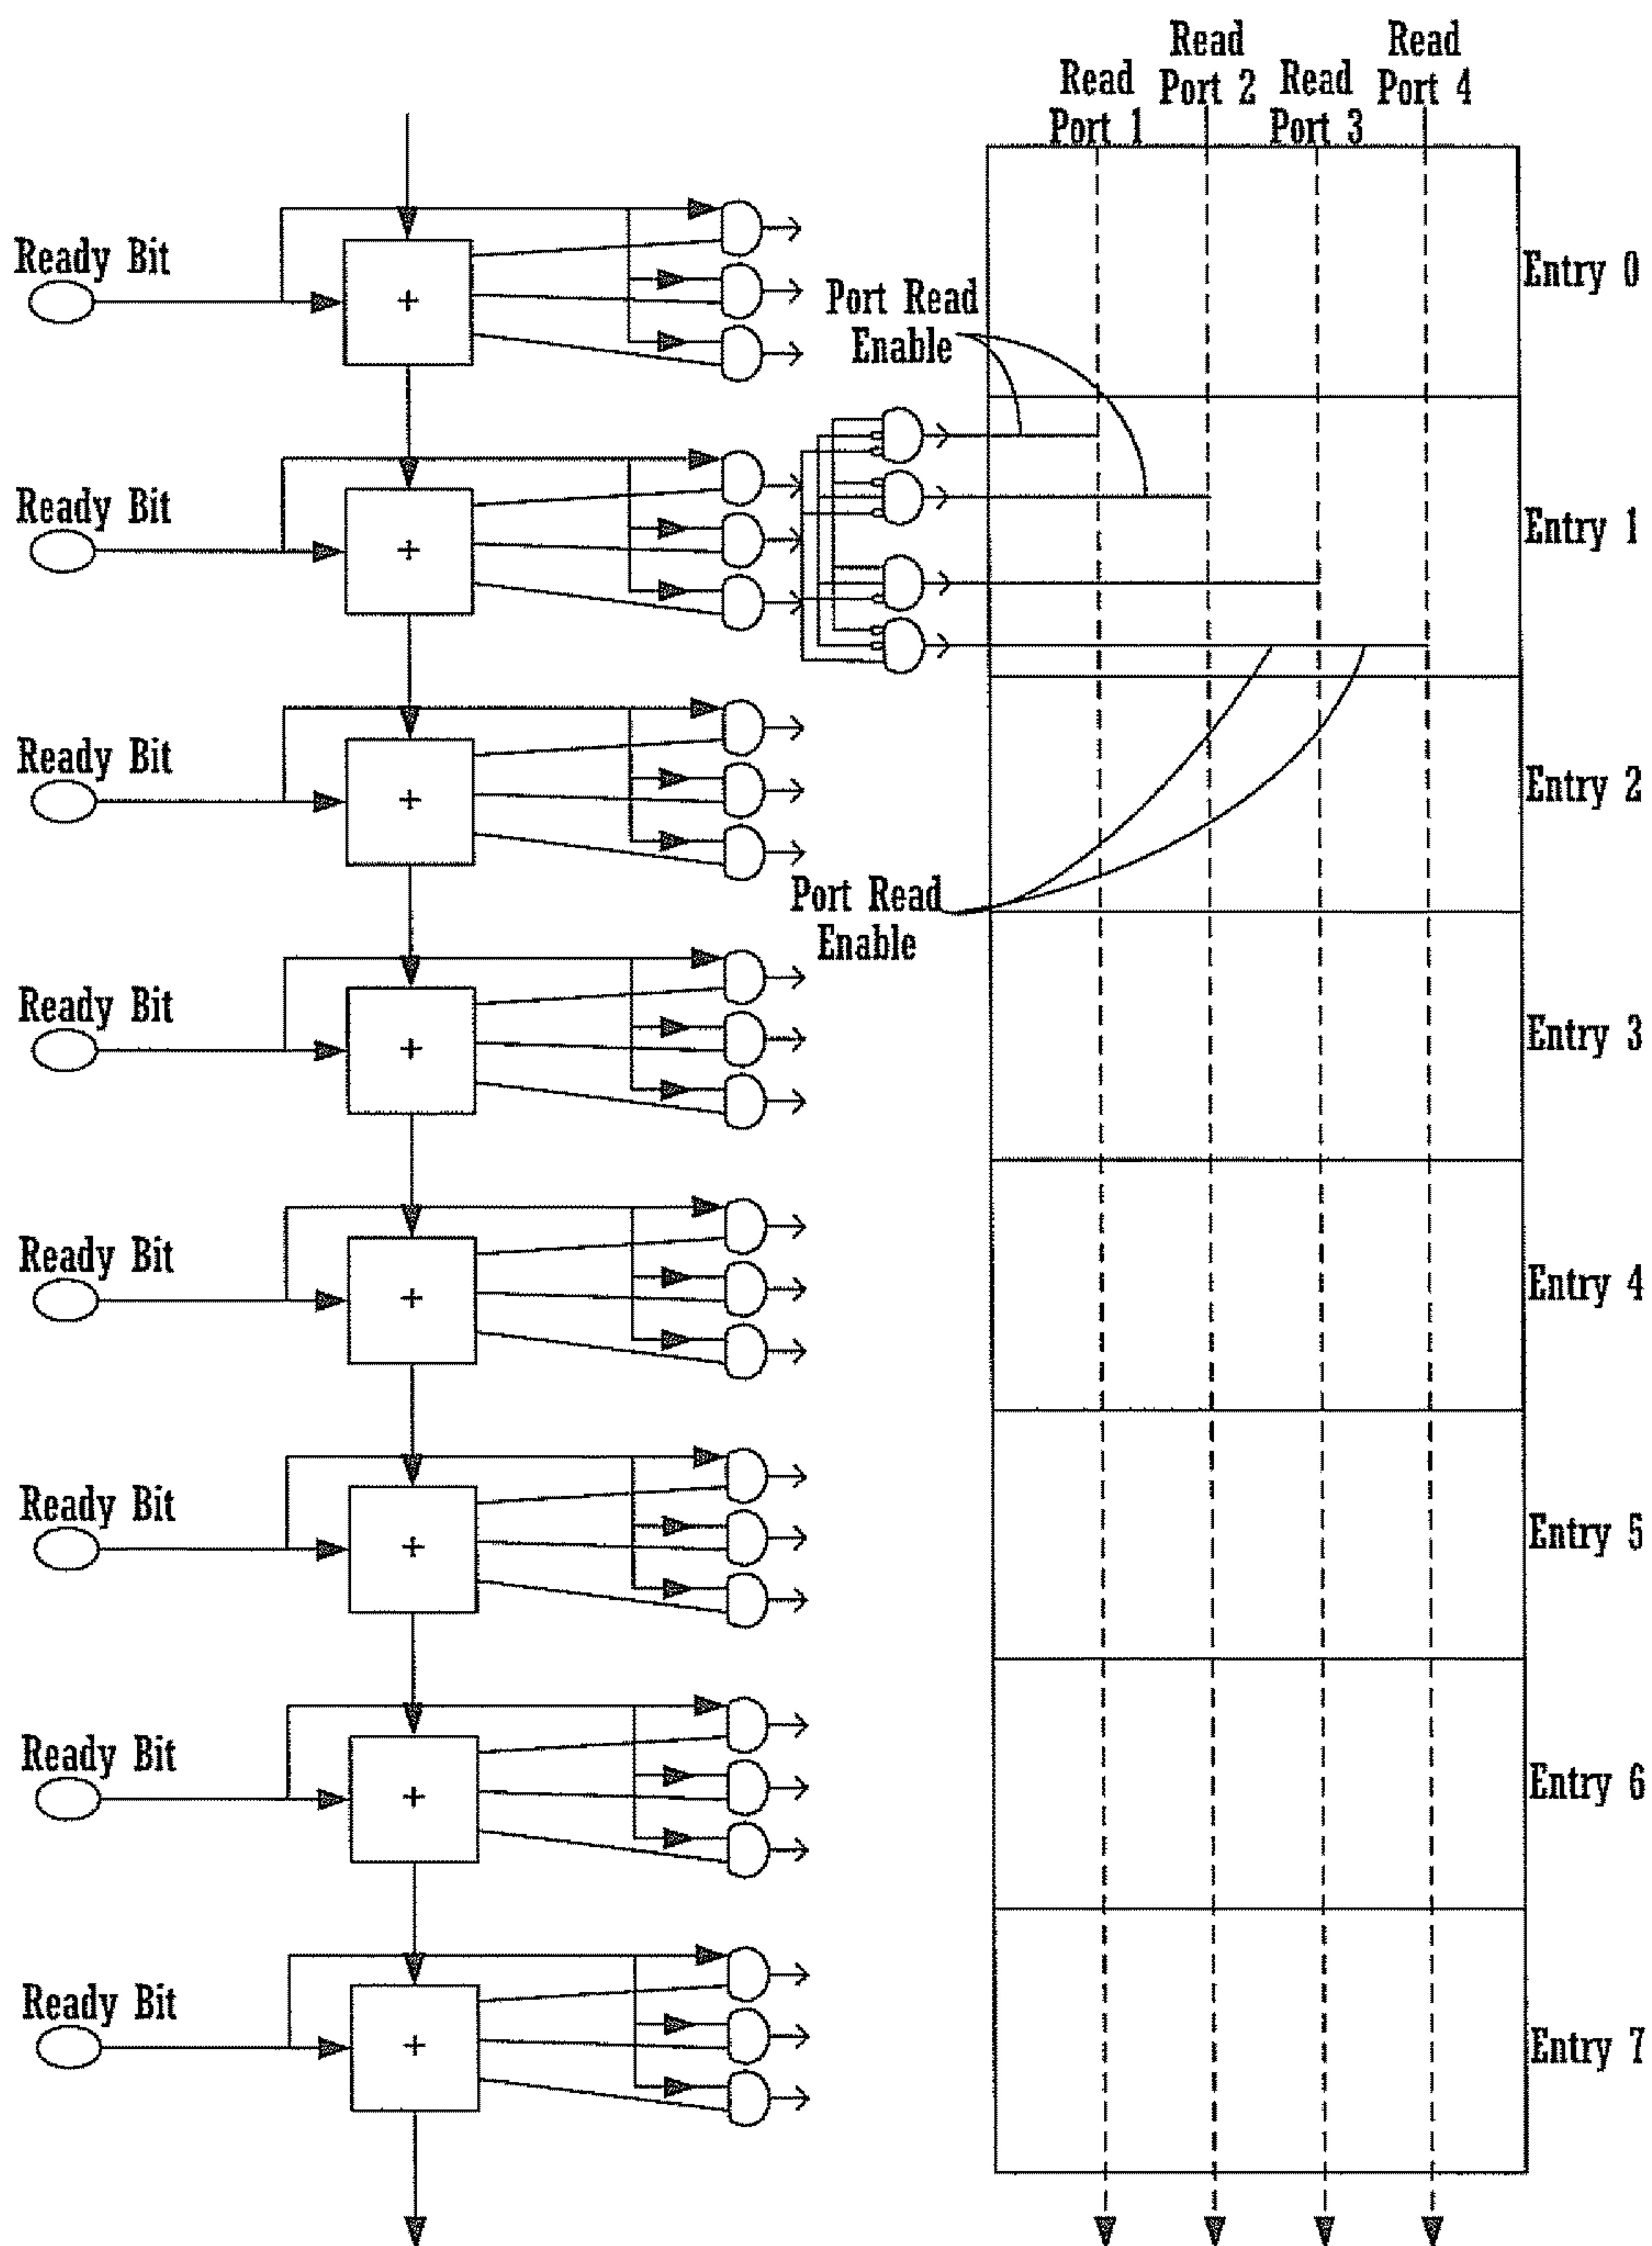 Read
Port 1
Read
Port 2
Read
Port 3
Read
Port 4
Ready Bit
+
Entry 0
Port Read
Enable
Ready Bit
+
Entry 1
Ready Bit
+
Entry 2
Port Read
Enable
Ready Bit
+
Entry 3
Ready Bit
+
Entry 4
Ready Bit
+
Entry 5
Ready Bit
+
Entry 6
Ready Bit
+
Entry 7